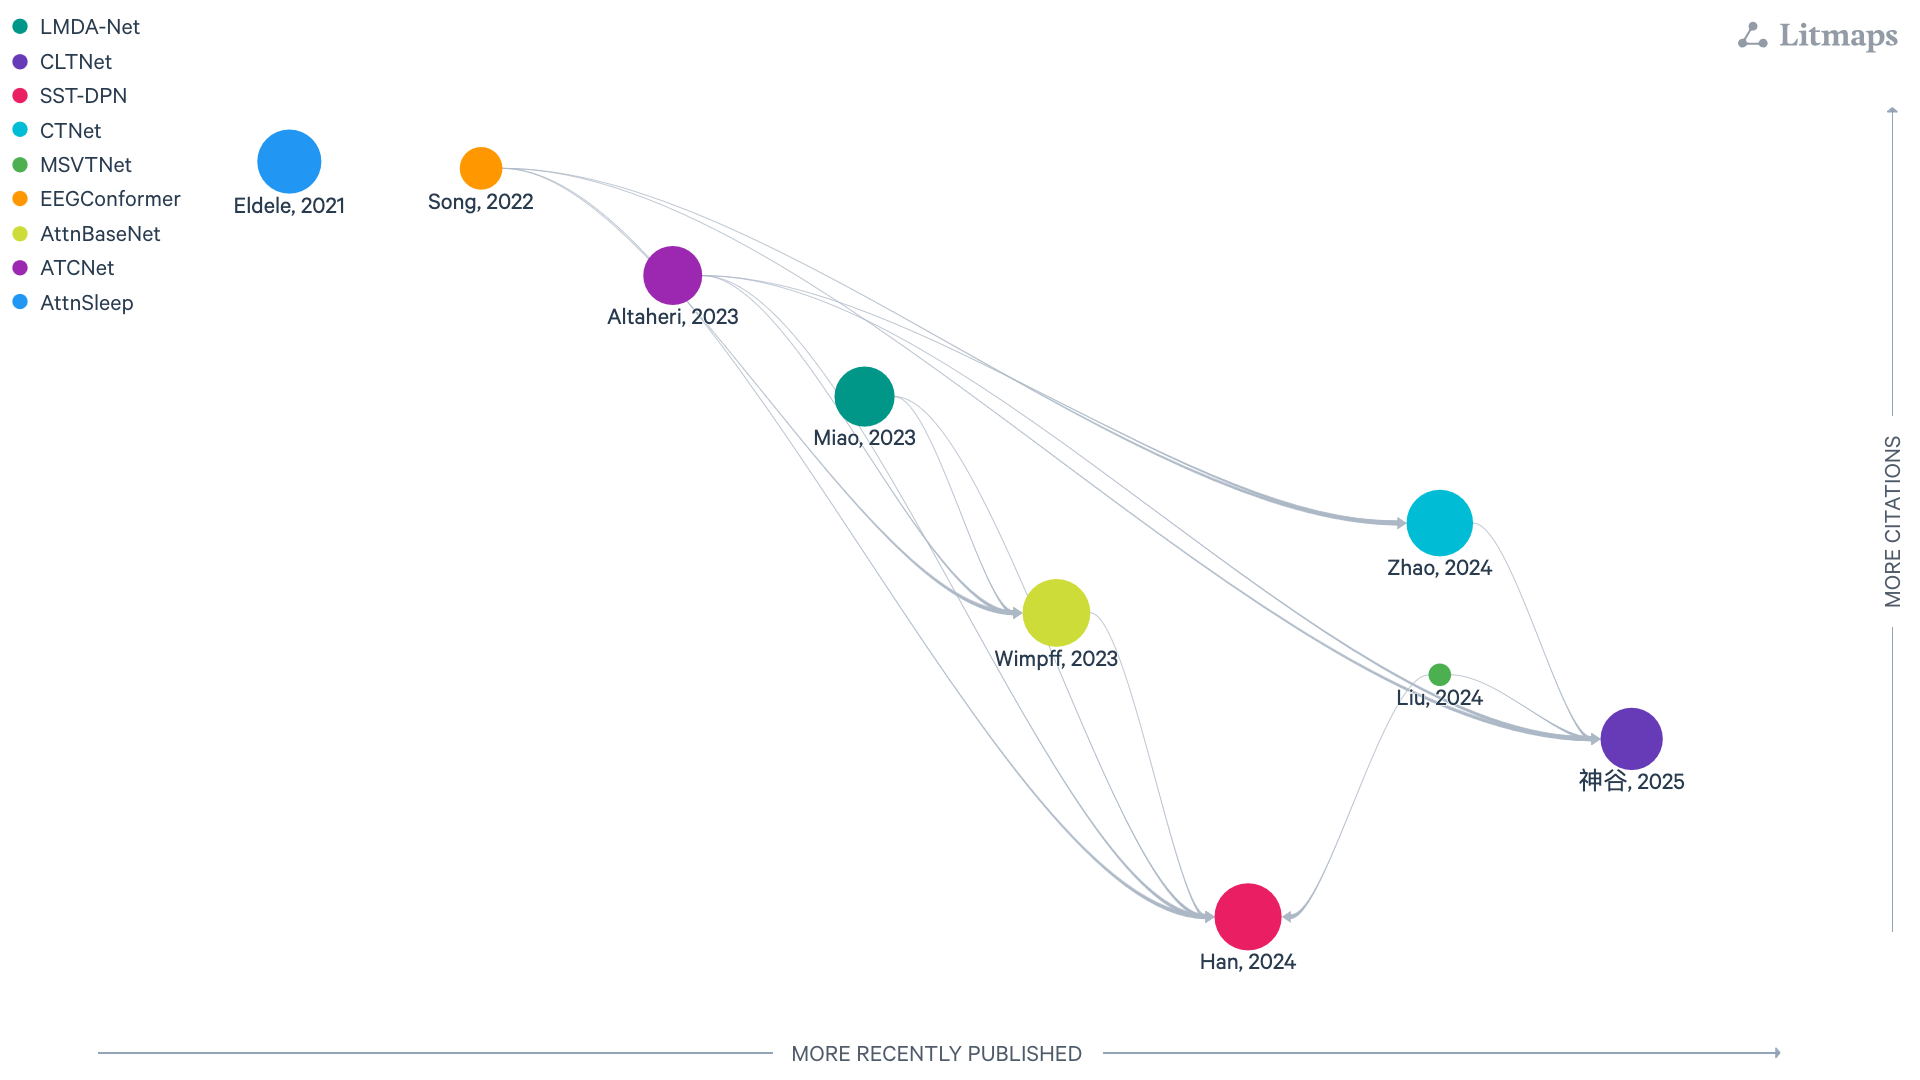 LMDA-Net
CLTNet
SST-DPN
CTNet
MSVTNet
EEGConformer
AttnBaseNet
ATCNet
AttnSleep
Litmaps
Eldele, 2021
Song, 2022
Altaheri, 2023
Miao, 2023
Zhao, 2024
Wimpff, 2023
Liu, 2024
神谷, 2025
Han, 2024
MORE CITATIONS
MORE RECENTLY PUBLISHED